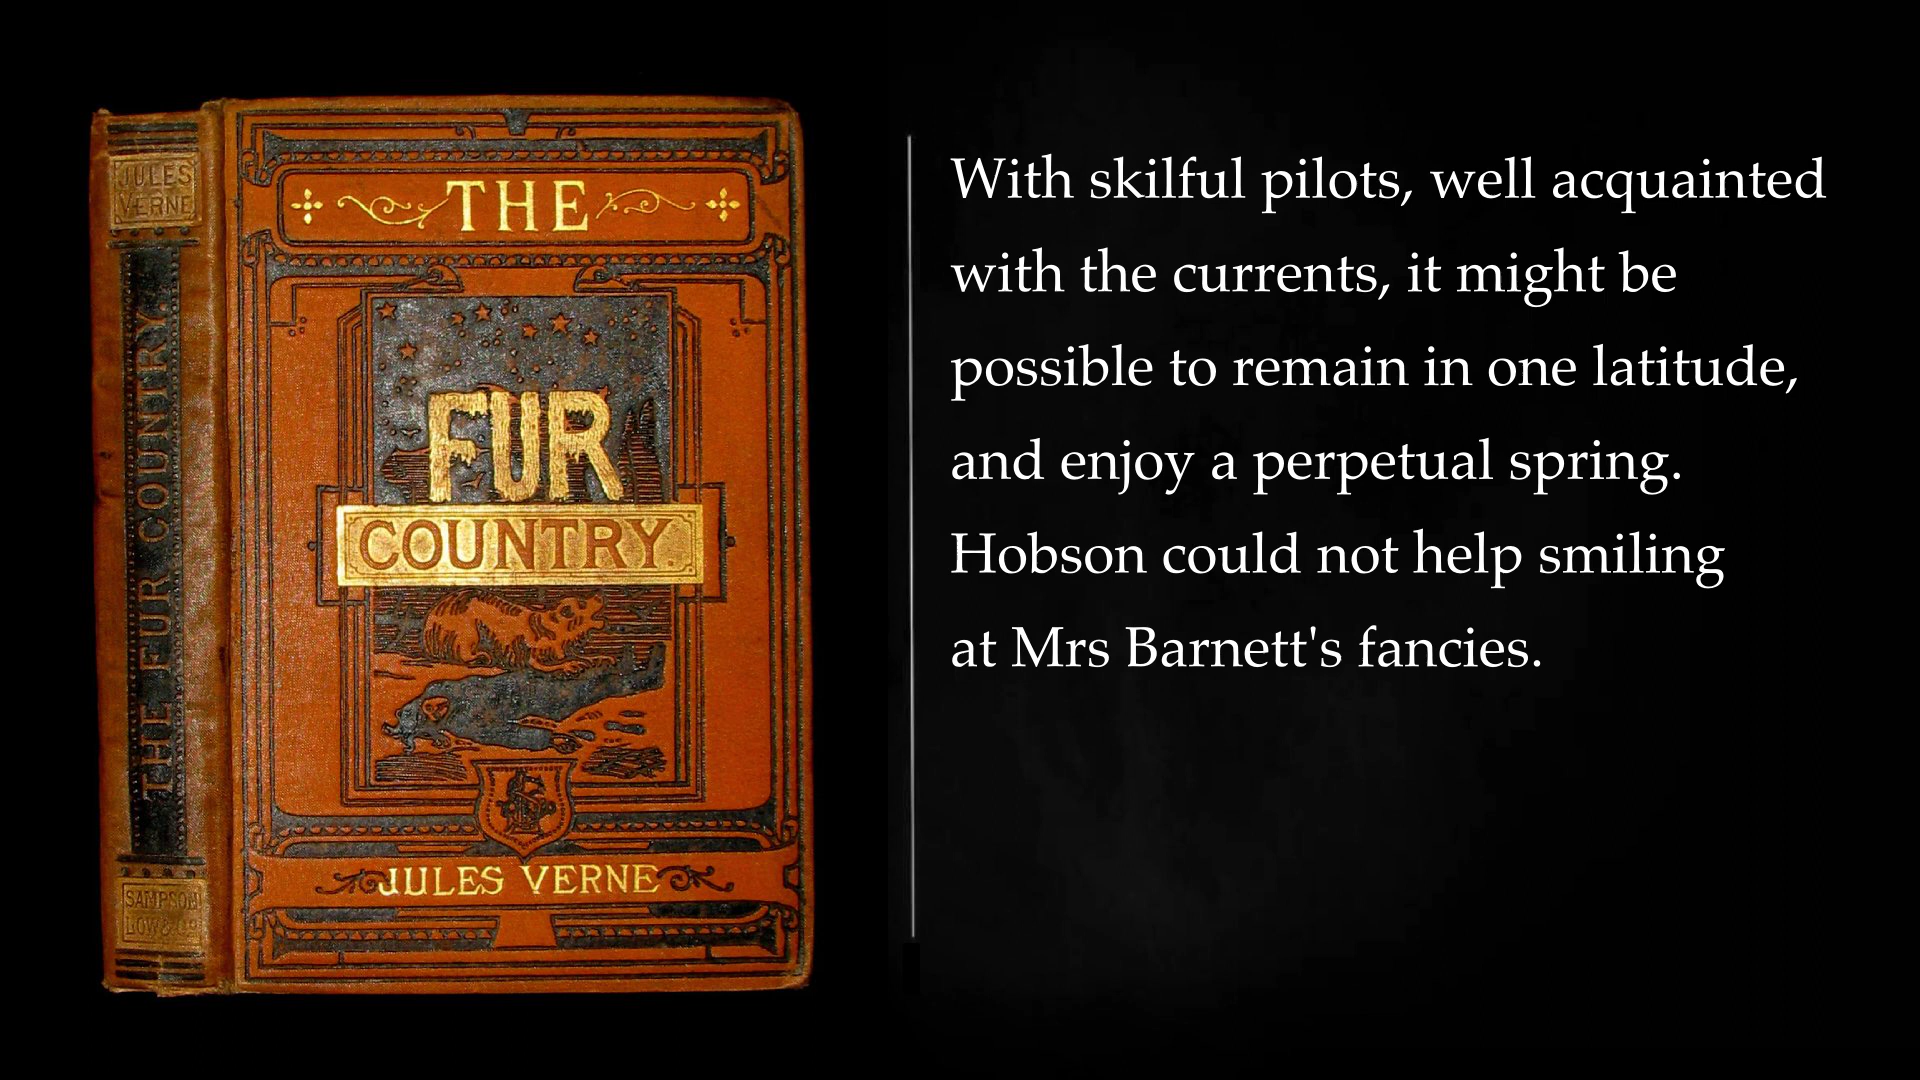 JULES
VERNE
THE FUR COUNTRY.
SAMPSON
LOW & Co
THE
FUR
COUNTRY.
JULES VERNE
With skilful pilots, well acquainted
with the currents, it might be
possible to remain in one latitude,
and enjoy a perpetual spring.
Hobson could not help smiling
at Mrs Barnett's fancies.